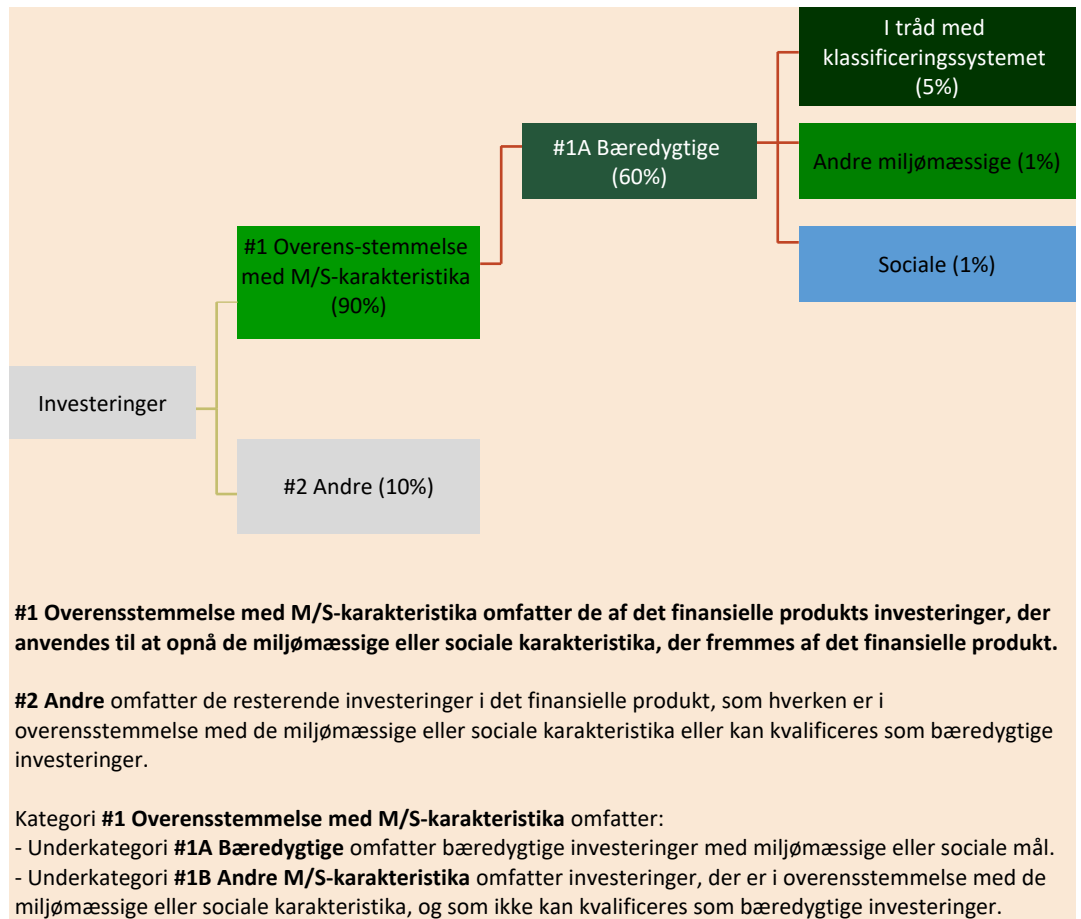 I tråd med
klassificeringssystemet
(5%)
#1A Bæredygtige
(60%)
Andre miljømæssige (1%)
#1 Overens-stemmelse
med M/S-karakteristika
(90%)
Sociale (1%)
Investeringer
#2 Andre (10%)
#1 Overensstemmelse med M/S-karakteristika omfatter de af det finansielle produkts investeringer, der
anvendes til at opnå de miljømæssige eller sociale karakteristika, der fremmes af det finansielle produkt.
#2 Andre omfatter de resterende investeringer i det finansielle produkt, som hverken er i
overensstemmelse med de miljømæssige eller sociale karakteristika eller kan kvalificeres som bæredygtige
investeringer.
Kategori #1 Overensstemmelse med M/S-karakteristika omfatter:
- Underkategori #1A Bæredygtige omfatter bæredygtige investeringer med miljømæssige eller sociale mål.
- Underkategori #1B Andre M/S-karakteristika omfatter investeringer, der er i overensstemmelse med de
miljømæssige eller sociale karakteristika, og som ikke kan kvalificeres som bæredygtige investeringer.